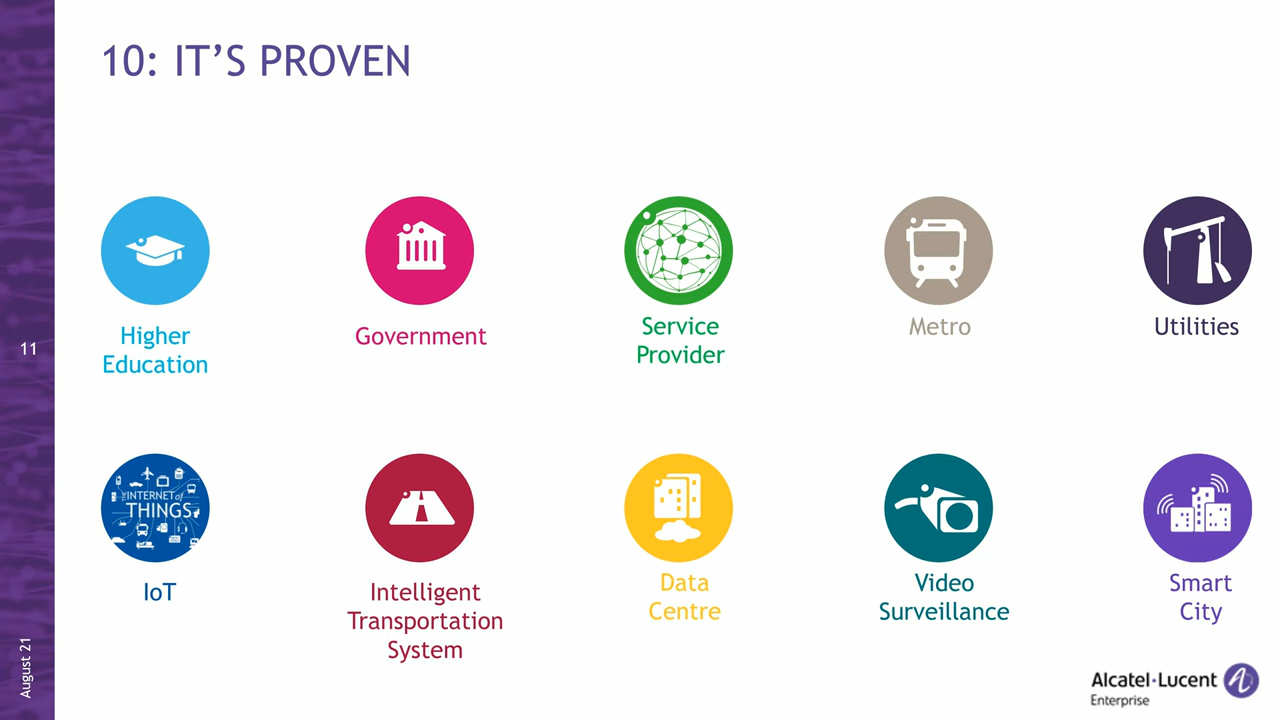 10: IT’S PROVEN
Higher
Education
Government
Service
Provider
Metro
Utilities
11
THE INTERNET of
THINGS
IoT
Intelligent
Transportation
System
Data
Centre
Video
Surveillance
Smart
City
August 21
Alcatel·Lucent
Enterprise